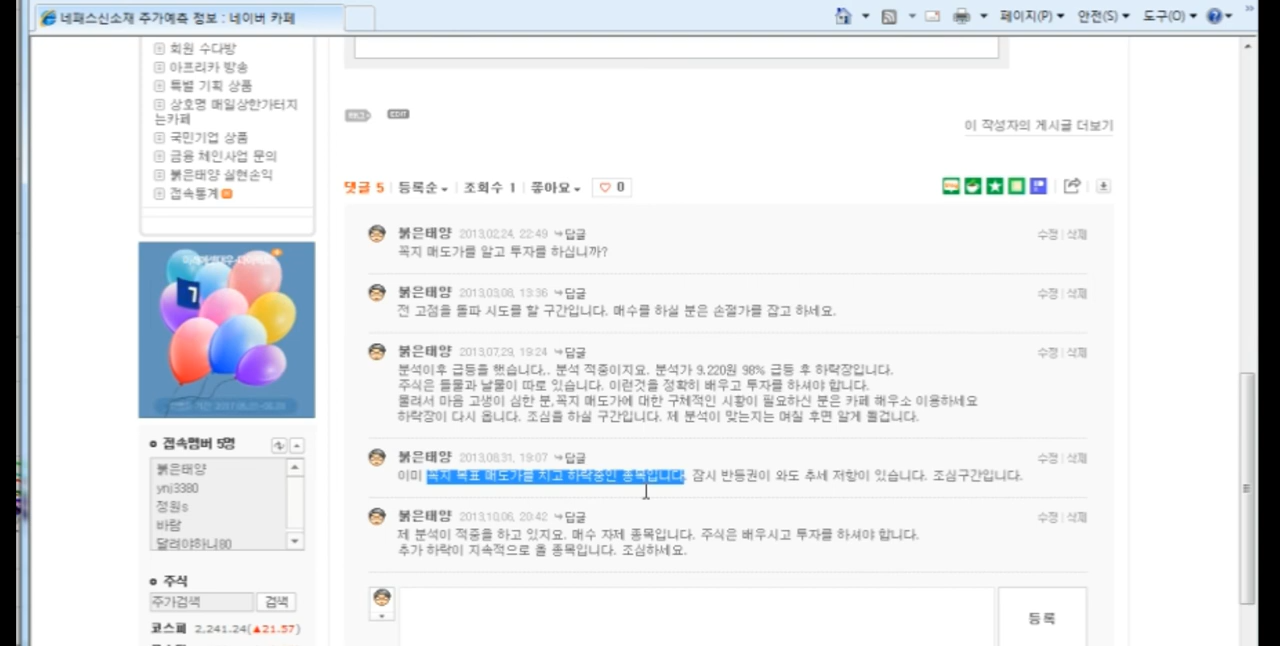 네패스신소재 주가예측 정보 : 네이버 카페
페이지(P) 안전(S) 도구(O)
회원 수다방
아프리카 방송
특별 기획 상품
상호명 매일상한가터지
는카페
국민기업 상품
금융 체인사업 문의
붉은태양 실현손익
접속통계
EDIT
이 작성자의 게시글 더보기
댓글 5 등록순 조회수 1 좋아요 0
붉은태양 2013.02.24, 22:49 답글 수정 삭제
꼭지 매도가를 알고 투자를 하십니까?
붉은태양 2013.03.08, 13:36 답글 수정 삭제
전 고점을 돌파 시도를 할 구간입니다. 매수를 하실 분은 손절가를 잡고 하세요.
붉은태양 2013.07.29, 19:24 답글 수정 삭제
분석이후 급등을 했습니다.. 분석 적중이지요. 분석가 9.220원 98% 급등 후 하락장입니다.
주식은 들물과 날물이 따로 있습니다. 이런것을 정확히 배우고 투자를 하셔야 합니다.
물려서 마음 고생이 심한 분,꼭지 매도가에 대한 구체적인 시황이 필요하신 분은 카페 해우소 이용하세요
하락장이 다시 옵니다. 조심을 하실 구간입니다. 제 분석이 맞는지는 며칠 후면 알게 될겁니다.
붉은태양 2013.08.31, 19:07 답글 수정 삭제
이미 꼭지 목표 매도가를 치고 하락중인 종목입니다. 잠시 반등권이 와도 추세 저항이 있습니다. 조심구간입니다.
붉은태양 2013.10.06, 20:42 답글 수정 삭제
제 분석이 적중을 하고 있지요. 매수 자제 종목입니다. 주식은 배우시고 투자를 하셔야 합니다.
추가 하락이 지속적으로 올 종목입니다. 조심하세요.
등록
접속멤버 5명
붉은태양
ynj3380
정원s
바람
달려야하니80
주식
주가검색 검색
코스피 2,241.24(▲21.57)